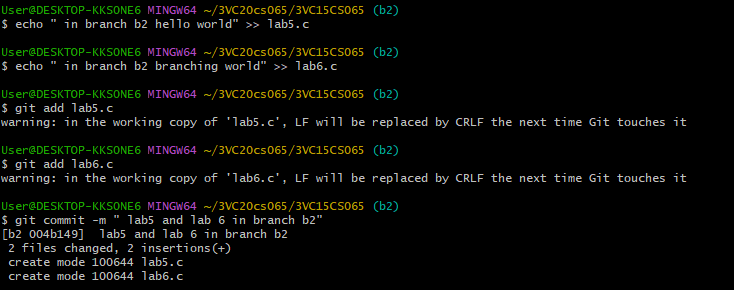 User@DESKTOP-KKSONE6 MINGW64 ~/3VC20cs065/3VC15CS065 (b2)
$ echo " in branch b2 hello world" >> lab5.c
User@DESKTOP-KKSONE6 MINGW64 ~/3VC20cs065/3VC15CS065 (b2)
$ echo " in branch b2 branching world" >> lab6.c
User@DESKTOP-KKSONE6 MINGW64 ~/3VC20cs065/3VC15CS065 (b2)
$ git add lab5.c
warning: in the working copy of 'lab5.c', LF will be replaced by CRLF the next time Git touches it
User@DESKTOP-KKSONE6 MINGW64 ~/3VC20cs065/3VC15CS065 (b2)
$ git add lab6.c
warning: in the working copy of 'lab6.c', LF will be replaced by CRLF the next time Git touches it
User@DESKTOP-KKSONE6 MINGW64 ~/3VC20cs065/3VC15CS065 (b2)
$ git commit -m " lab5 and lab 6 in branch b2"
[b2 004b149]  lab5 and lab 6 in branch b2
 2 files changed, 2 insertions(+)
 create mode 100644 lab5.c
 create mode 100644 lab6.c